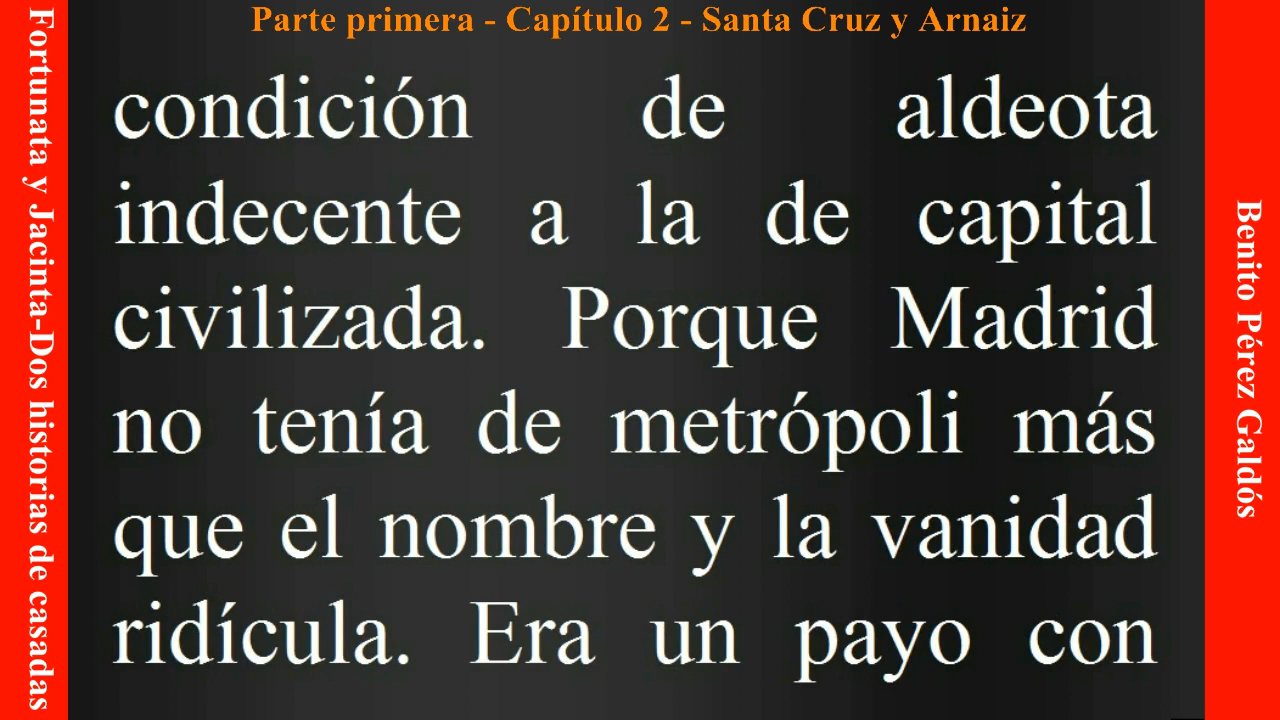 Parte primera - Capítulo 2 - Santa Cruz y Arnaiz
Fortunata y Jacinta-Dos historias de casadas
condición de aldeota
indecente a la de capital
civilizada. Porque Madrid
no tenía de metrópoli más
que el nombre y la vanidad
ridícula. Era un payo con
Benito Pérez Galdós